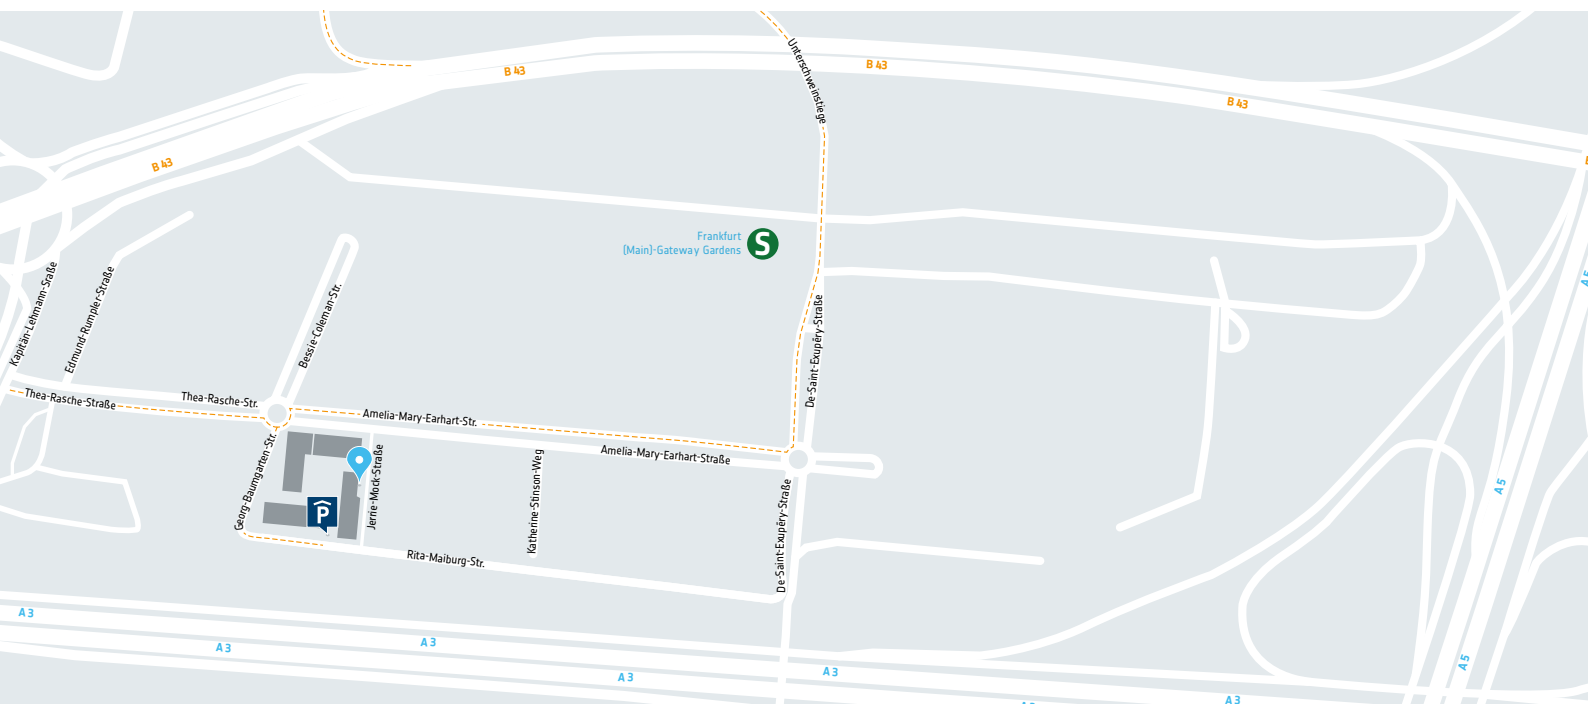 Unterschweinstiege
B 43
B 43
B 43
B 43
Frankfurt
(Main)-Gateway Gardens
S
Kapitän-Lehmann-Sraße
Edmund-Rumpler-Straße
Bessie-Coleman-Str.
De-Saint-Exupéry-Straße
A 5
Thea-Rasche-Straße
Thea-Rasche-Str.
Amelia-Mary-Earhart-Str.
Amelia-Mary-Earhart-Straße
Georg-Baumgarten-Str.
Jerrie-Mock-Straße
Katherine-Stinson-Weg
De-Saint-Exupéry-Straße
A 5
P
Rita-Maiburg-Str.
A 3
A 3
A 3
A 3
A 3
A 5
A 3